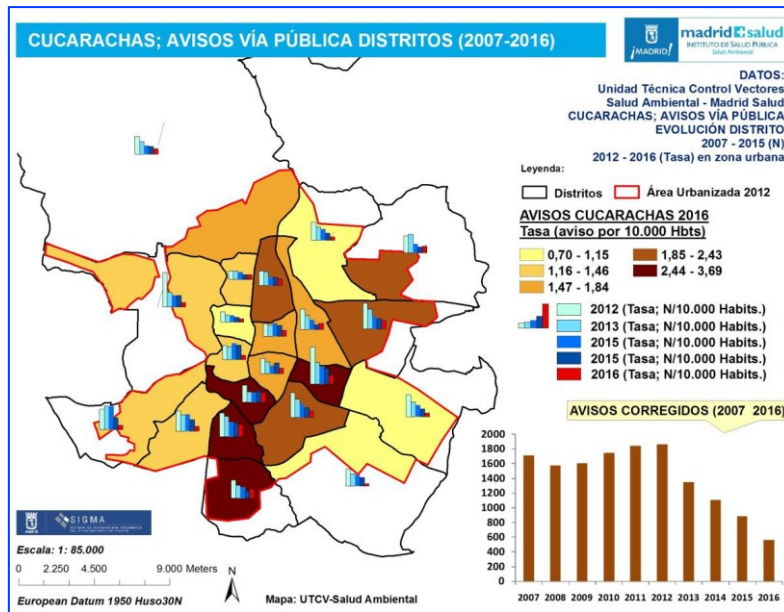 CUCARACHAS; AVISOS VÍA PÚBLICA DISTRITOS (2007-2016)
¡MADRID!
madrid salud
INSTITUTO DE SALUD PÚBLICA
Salud Ambiental
DATOS:
Unidad Técnica Control Vectores
Salud Ambiental - Madrid Salud
CUCARACHAS; AVISOS VÍA PÚBLICA
EVOLUCIÓN DISTRITO
2007 - 2015 (N)
2012 - 2016 (Tasa) en zona urbana
Leyenda:
Distritos
Área Urbanizada 2012
AVISOS CUCARACHAS 2016
Tasa (aviso por 10.000 Hbts)
0,70 - 1,15
1,16 - 1,46
1,47 - 1,84
1,85 - 2,43
2,44 - 3,69
2012 (Tasa; N/10.000 Habits.)
2013 (Tasa; N/10.000 Habits.)
2015 (Tasa; N/10.000 Habits.)
2015 (Tasa; N/10.000 Habits.)
2016 (Tasa; N/10.000 Habits.)
AVISOS CORREGIDOS (2007 2016)
2000
1800
1600
1400
1200
1000
800
600
400
200
0
2007 2008 2009 2010 2011 2012 2013 2014 2015 2016
SIGMA
Escala: 1: 85.000
0 2.250 4.500 9.000 Meters
European Datum 1950 Huso30N
N
Mapa: UTCV-Salud Ambiental